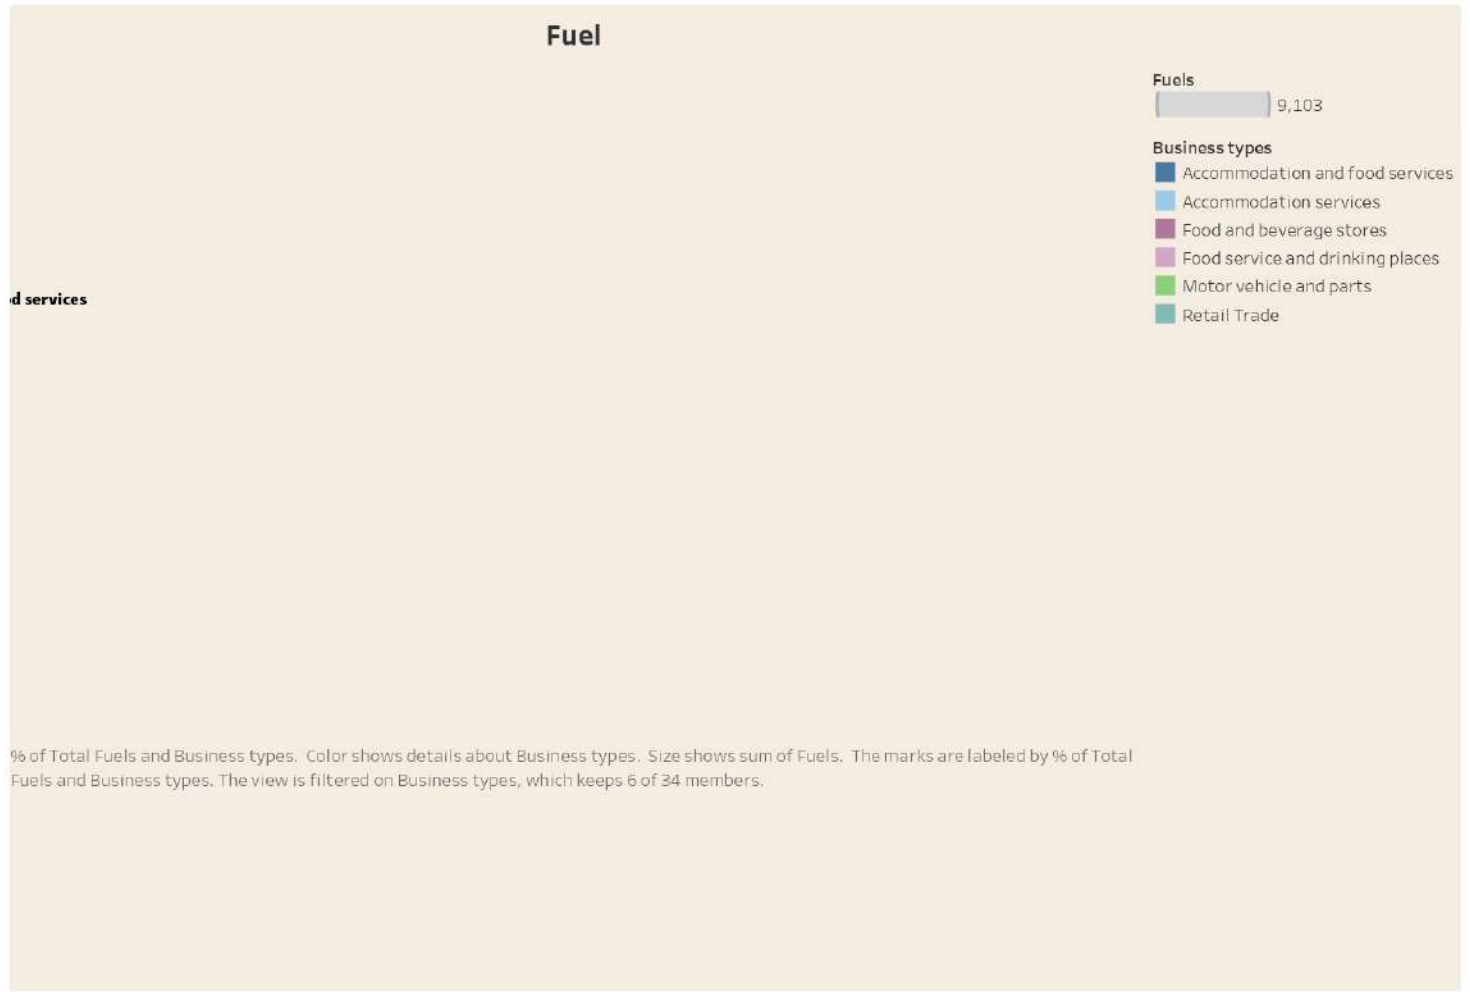 Fuel
Fuels
9,103
Business types
Accommodation and food services
Accommodation services
Food and beverage stores
Food service and drinking places
Motor vehicle and parts
Retail Trade
d services
% of Total Fuels and Business types. Color shows details about Business types. Size shows sum of Fuels. The marks are labeled by % of Total
Fuels and Business types. The view is filtered on Business types, which keeps 6 of 34 members.